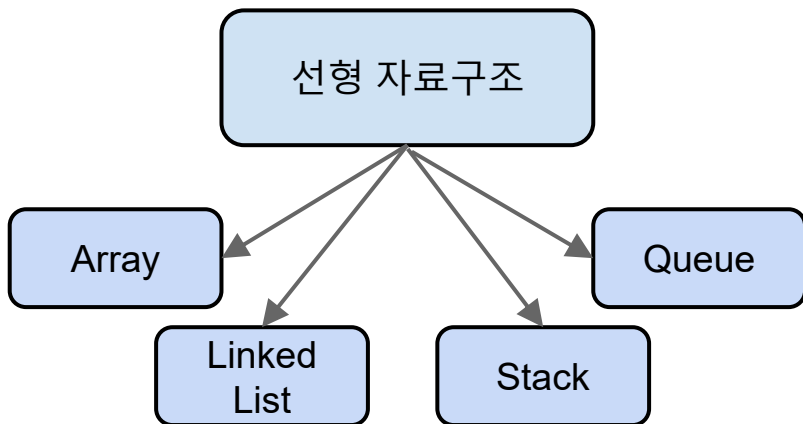 선형 자료구조
Array
Queue
Linked
List
Stack